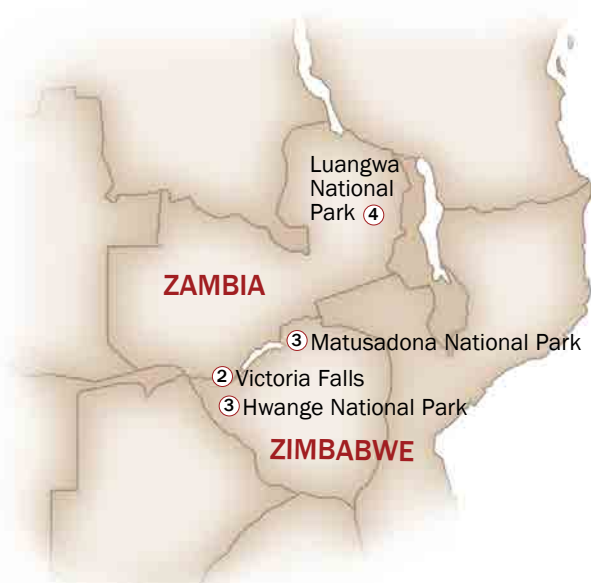 Luangwa
National
Park 4
ZAMBIA
3 Matusadona National Park
2 Victoria Falls
3 Hwange National Park
ZIMBABWE